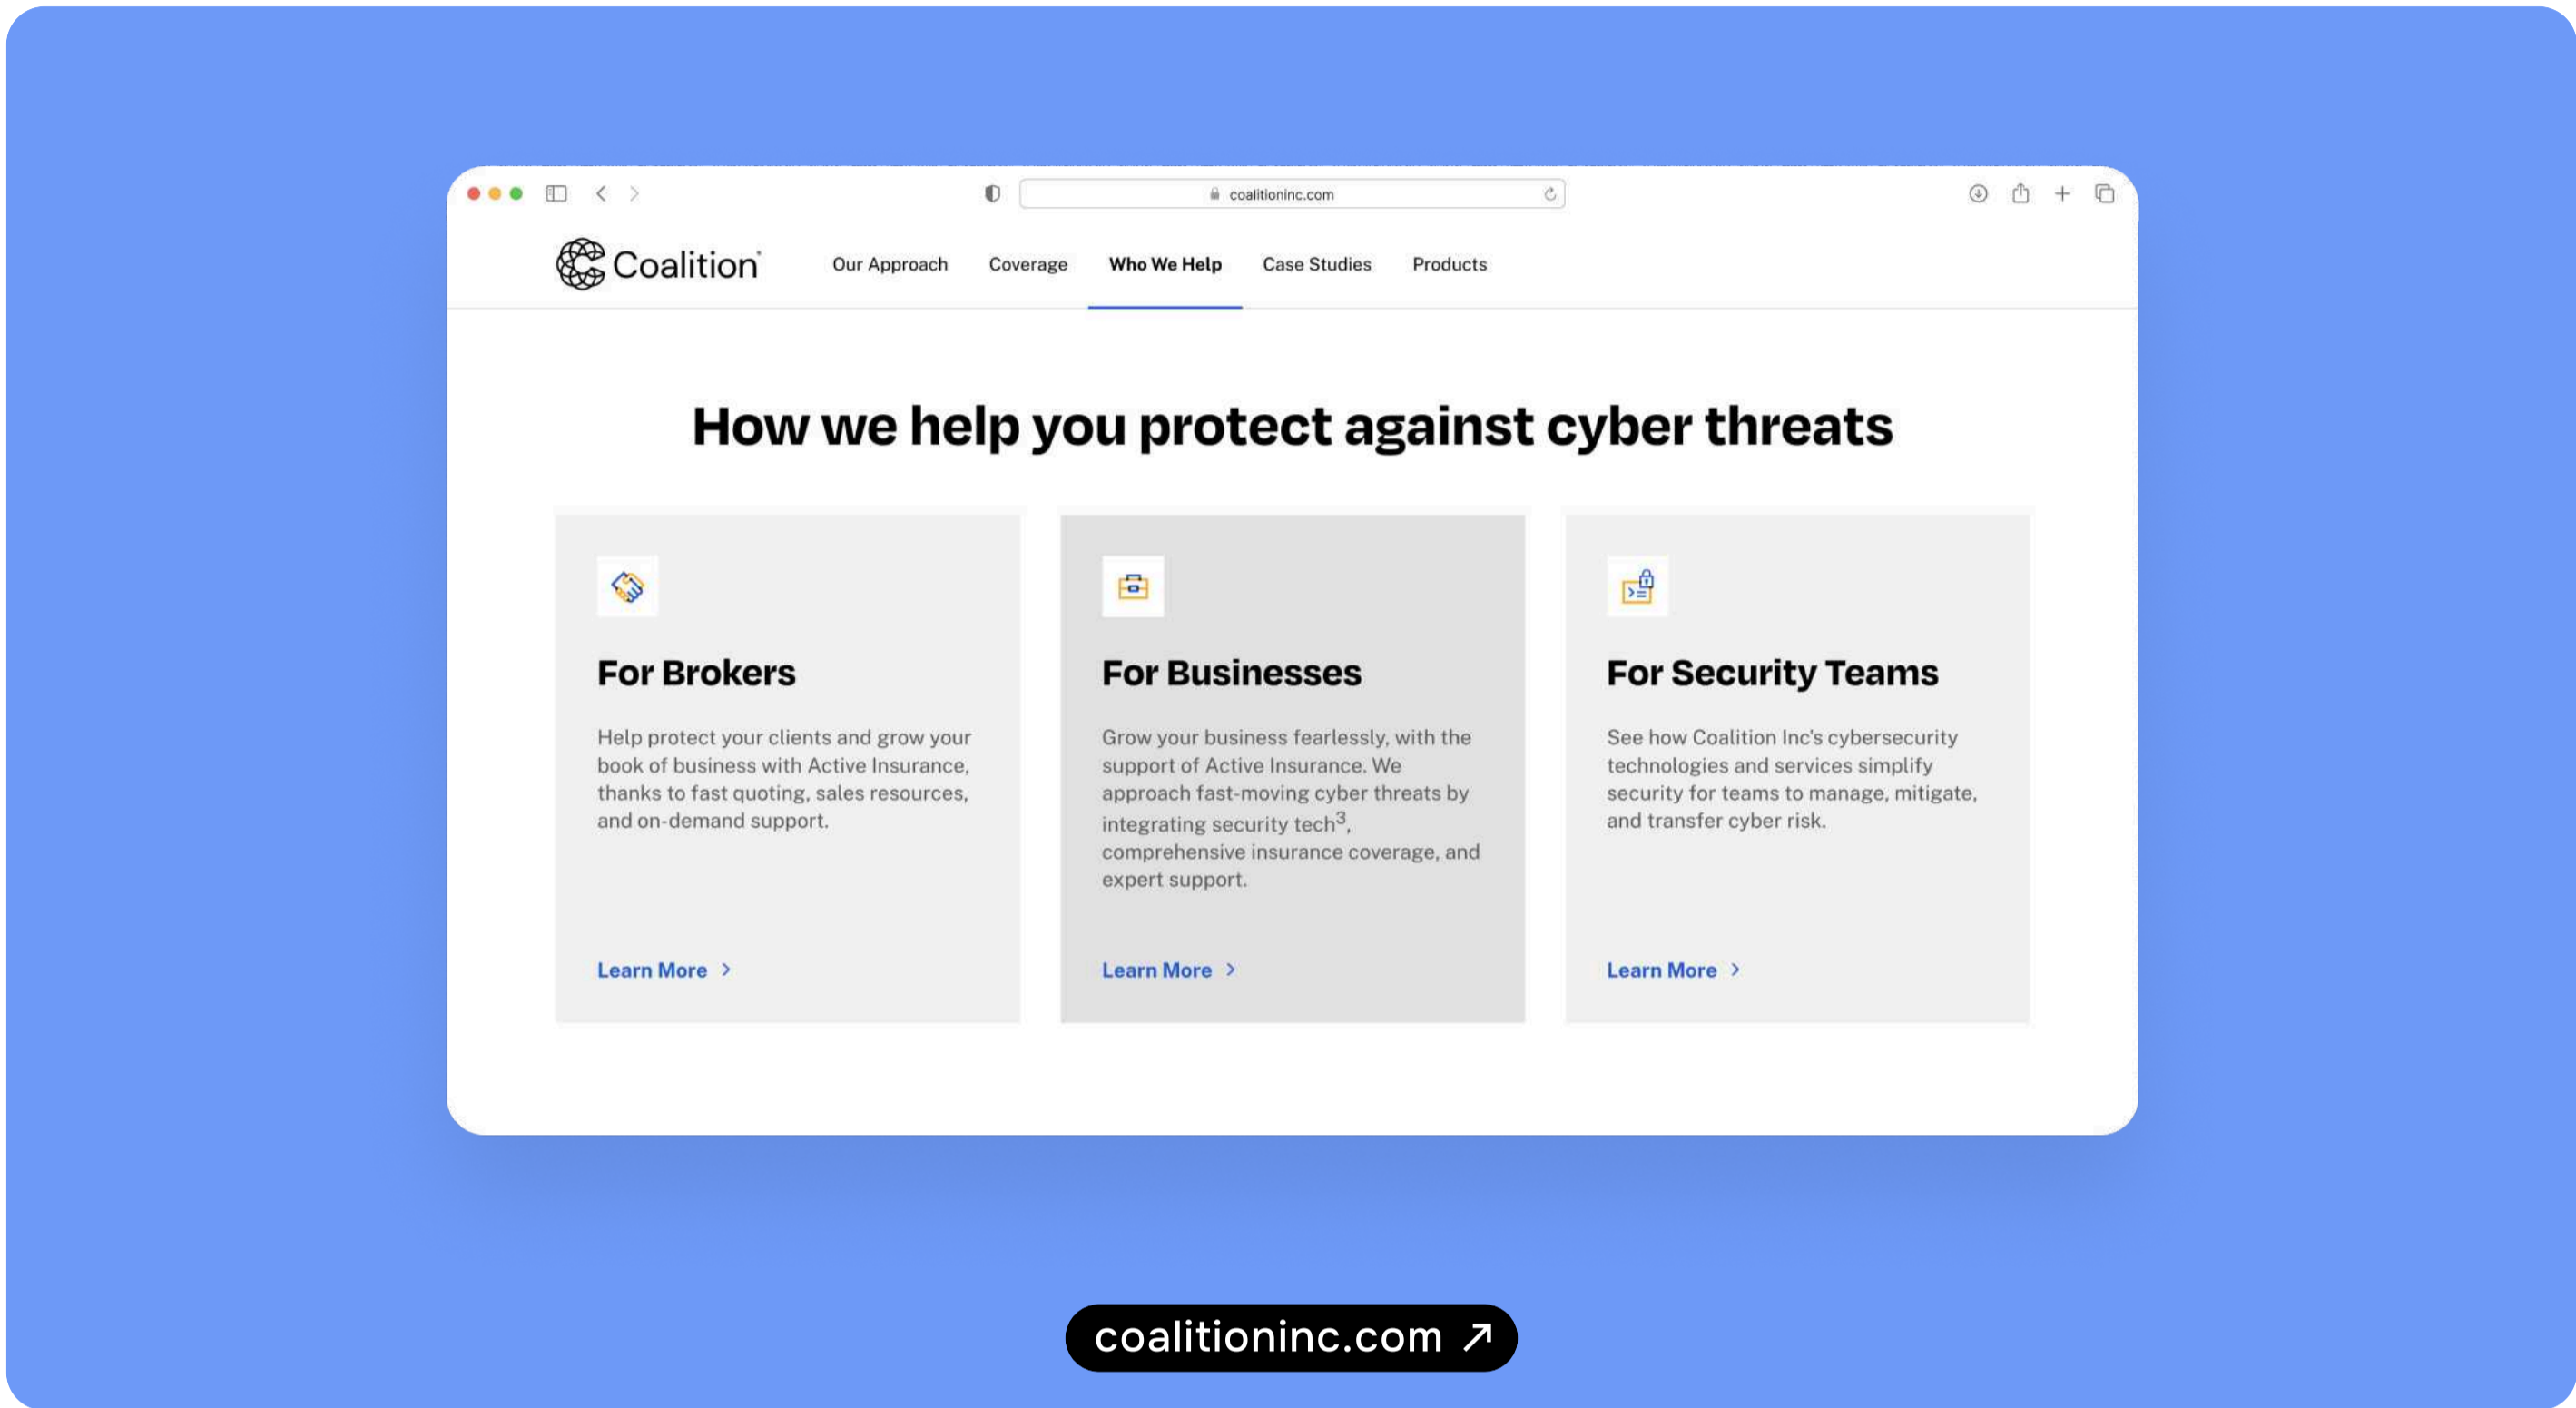 coalitioninc.com
Coalition
Our Approach
Coverage
Who We Help
Case Studies
Products
How we help you protect against cyber threats
For Brokers
Help protect your clients and grow your
book of business with Active Insurance,
thanks to fast quoting, sales resources,
and on-demand support.
Learn More
For Businesses
Grow your business fearlessly, with the
support of Active Insurance. We
approach fast-moving cyber threats by
integrating security tech³,
comprehensive insurance coverage, and
expert support.
Learn More
For Security Teams
See how Coalition Inc's cybersecurity
technologies and services simplify
security for teams to manage, mitigate,
and transfer cyber risk.
Learn More
coalitioninc.com ↗